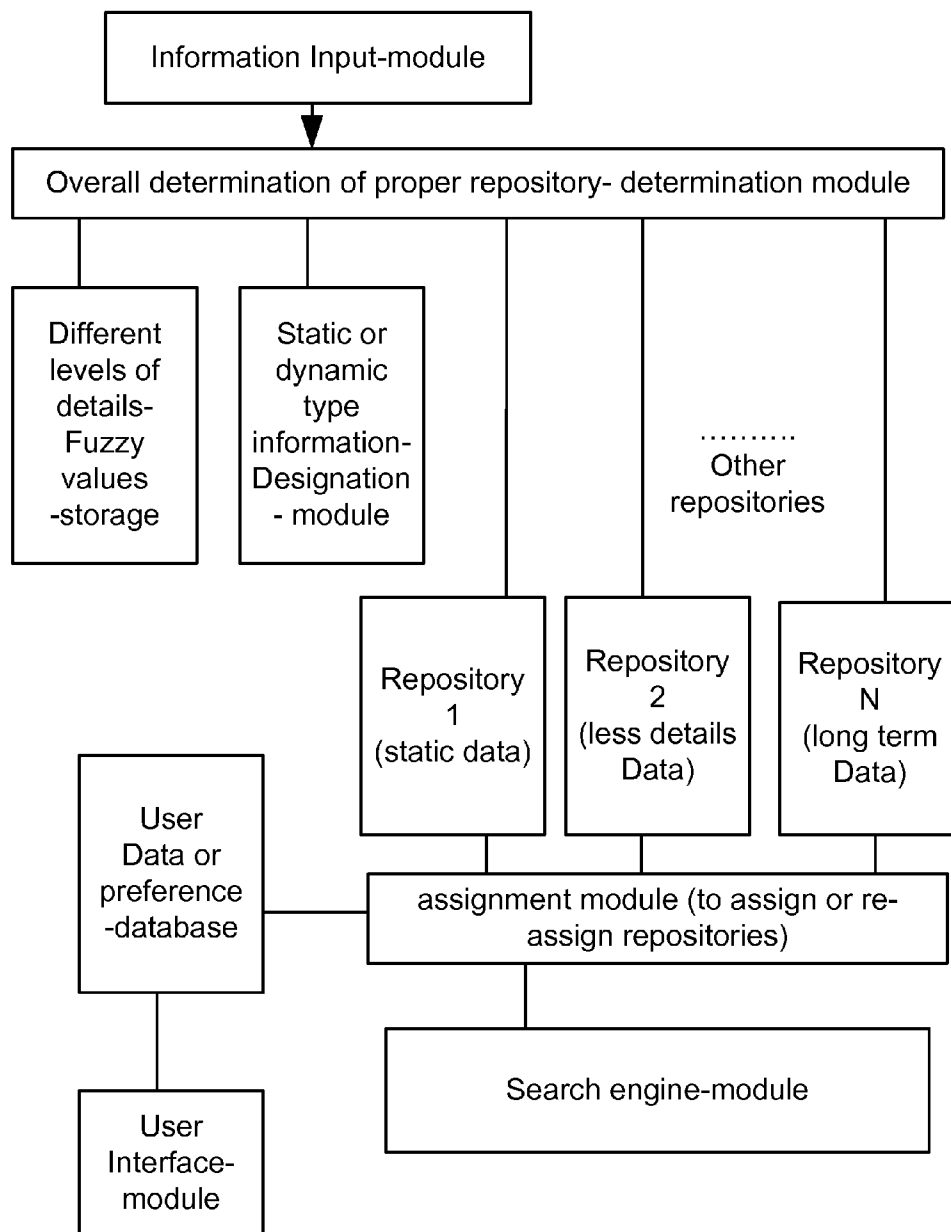 Information Input-module
Overall determination of proper repository- determination module
Different
levels of
details-
Fuzzy
values
-storage
Static or
dynamic
type
information-
Designation
- module
..........
Other
repositories
Repository
1
(static data)
Repository
2
(less details
Data)
Repository
N
(long term
Data)
User
Data or
preference
-database
assignment module (to assign or re-
assign repositories)
Search engine-module
User
Interface-
module